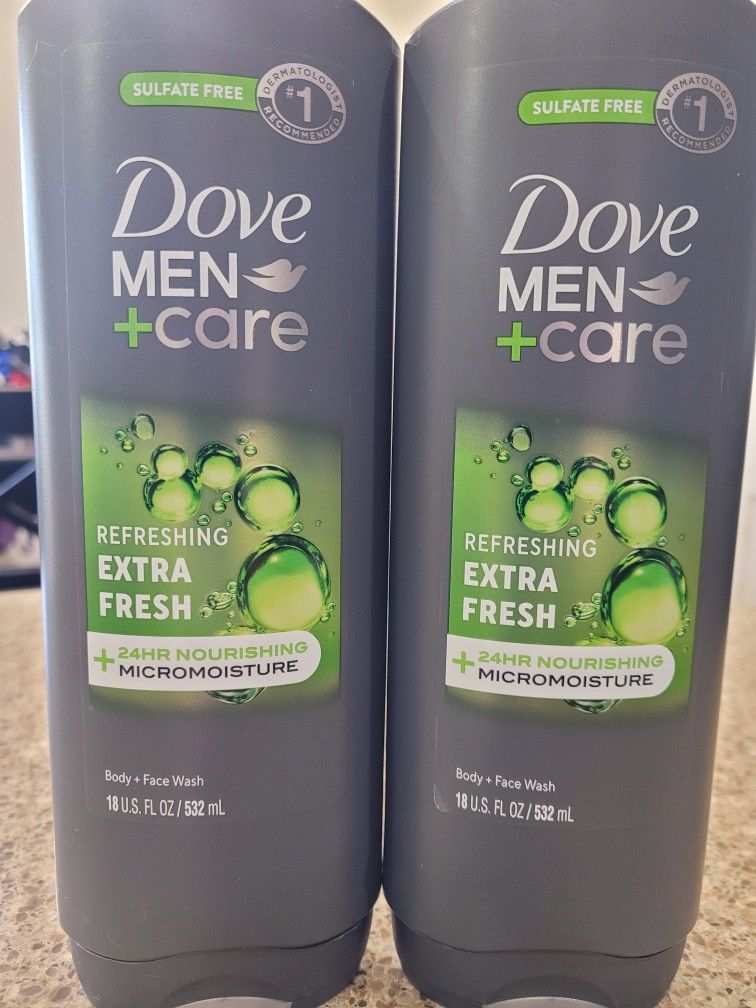 SULFATE FREE
DERMATOLOGIST
#1
RECOMMENDED
Dove
MEN
+care
REFRESHING
EXTRA
FRESH
+24HR NOURISHING
MICROMOISTURE
Body + Face Wash
18 U.S. FL OZ / 532 mL
SULFATE FREE
DERMATOLOGIST
#1
RECOMMENDED
Dove
MEN
+care
REFRESHING
EXTRA
FRESH
+24HR NOURISHING
MICROMOISTURE
Body + Face Wash
18 U.S. FL OZ / 532 mL